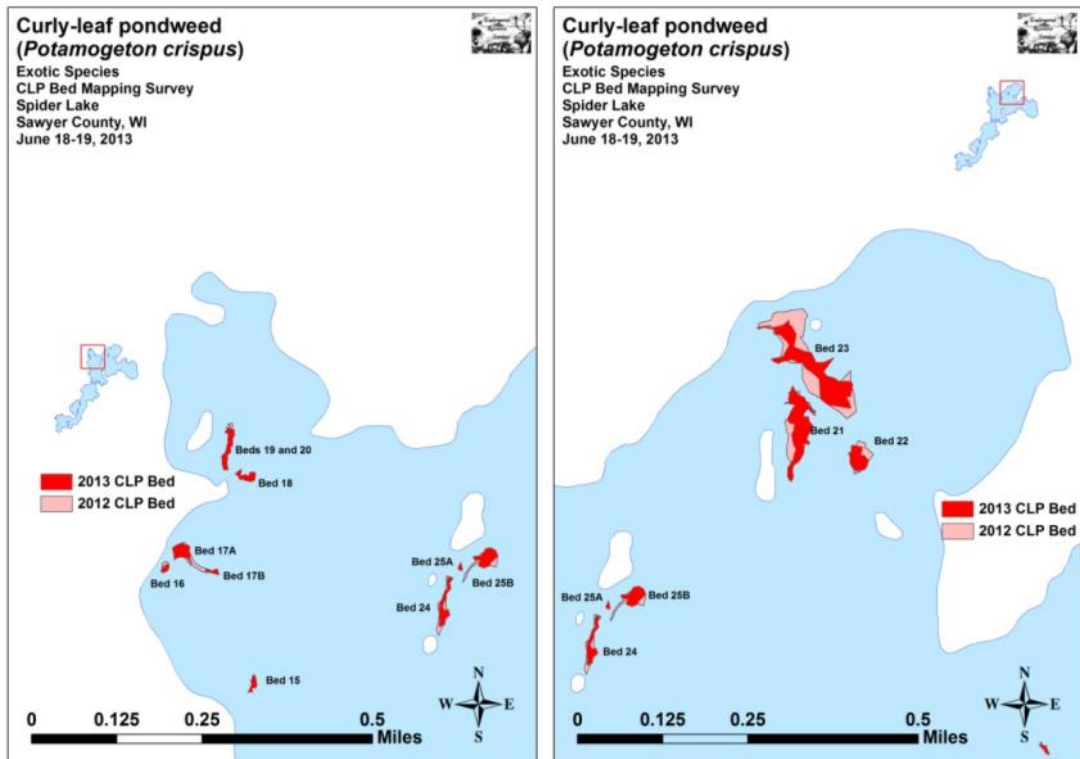 Curly-leaf pondweed
(Potamogeton crispus)
Exotic Species
CLP Bed Mapping Survey
Spider Lake
Sawyer County, WI
June 18-19, 2013
Beds 19 and 20
Bed 18
2013 CLP Bed
2012 CLP Bed
Bed 17A
Bed 16
Bed 17B
Bed 25A
Bed 25B
Bed 24
Bed 15
N
W E
S
0 0.125 0.25 0.5
Miles
Curly-leaf pondweed
(Potamogeton crispus)
Exotic Species
CLP Bed Mapping Survey
Spider Lake
Sawyer County, WI
June 18-19, 2013
Bed 23
Bed 21
Bed 22
2013 CLP Bed
2012 CLP Bed
Bed 25A
Bed 25B
Bed 24
N
W E
S
0 0.125 0.25 0.5
Miles